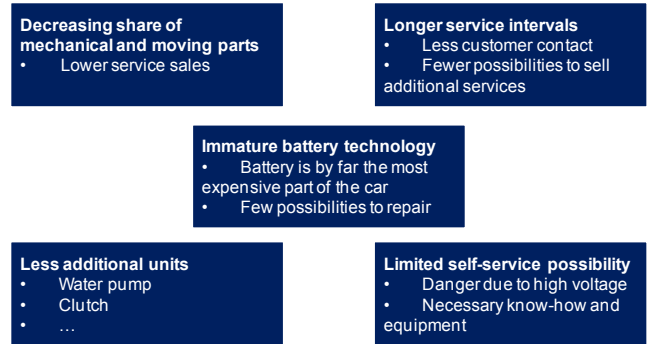 Decreasing share of
mechanical and moving parts
• Lower service sales
Longer service intervals
• Less customer contact
• Fewer possibilities to sell
additional services
Immature battery technology
• Battery is by far the most
expensive part of the car
• Few possibilities to repair
Less additional units
• Water pump
• Clutch
• …
Limited self-service possibility
• Danger due to high voltage
• Necessary know-how and
equipment